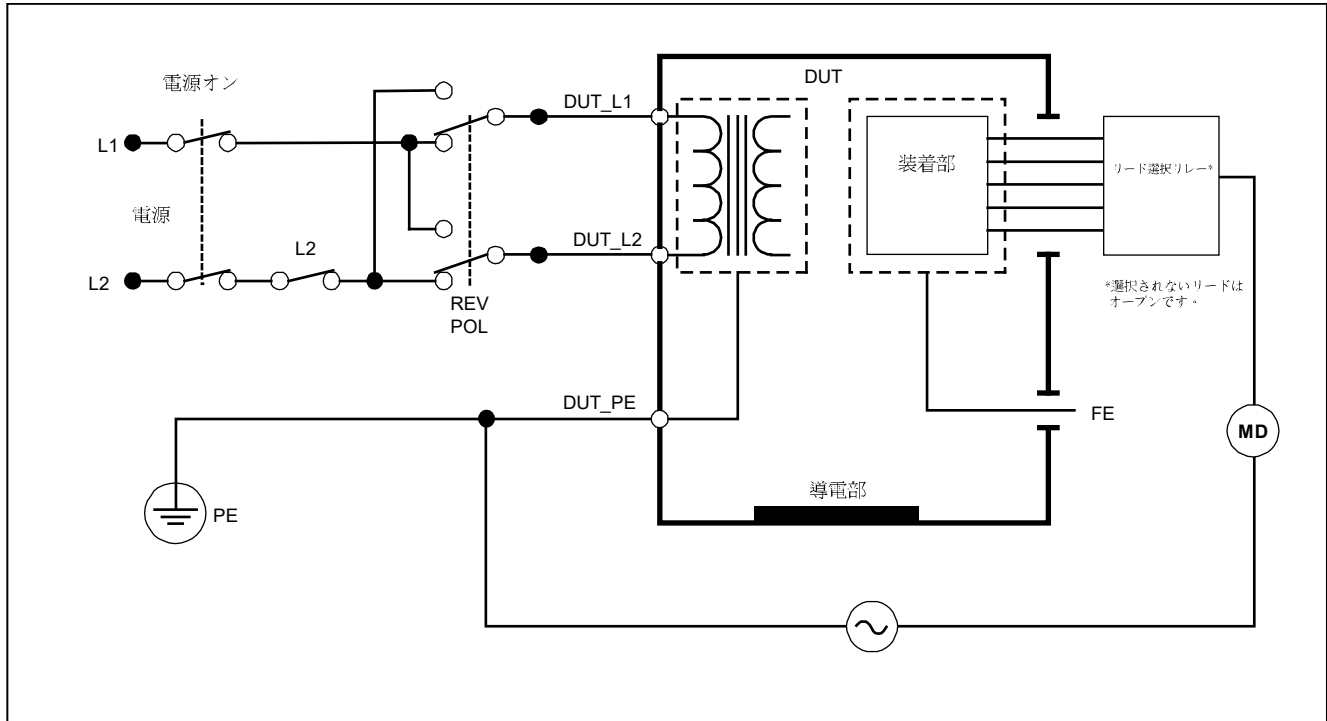 電源オン
DUT
DUT_L1
L1
装着部
リード選択リレー*
電源
L2
DUT_L2
L2
REV
POL
*選択されないリードは
オープンです。
DUT_PE
FE
MD
導電部
PE